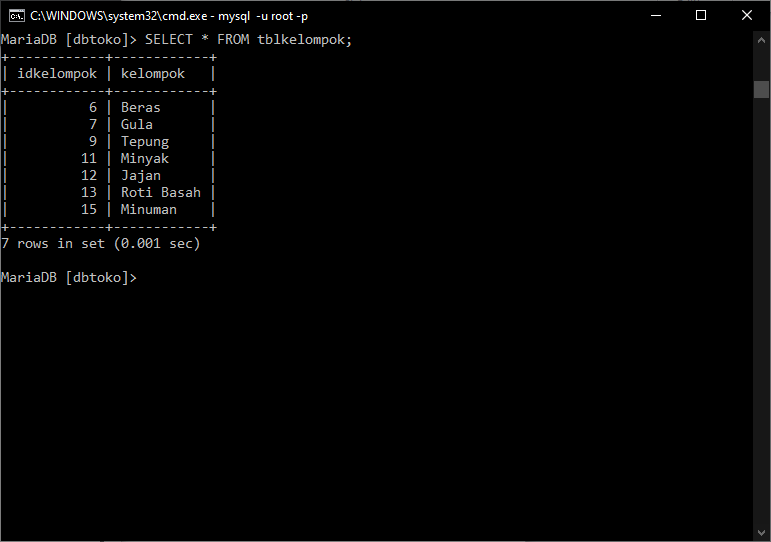 C:\WINDOWS\system32\cmd.exe - mysql  -u root -p
MariaDB [dbtoko]> SELECT * FROM tblkelompok;
+------------+------------+
| idkelompok | kelompok   |
+------------+------------+
|          6 | Beras      |
|          7 | Gula       |
|          9 | Tepung     |
|         11 | Minyak     |
|         12 | Jajan      |
|         13 | Roti Basah |
|         15 | Minuman    |
+------------+------------+
7 rows in set (0.001 sec)

MariaDB [dbtoko]>